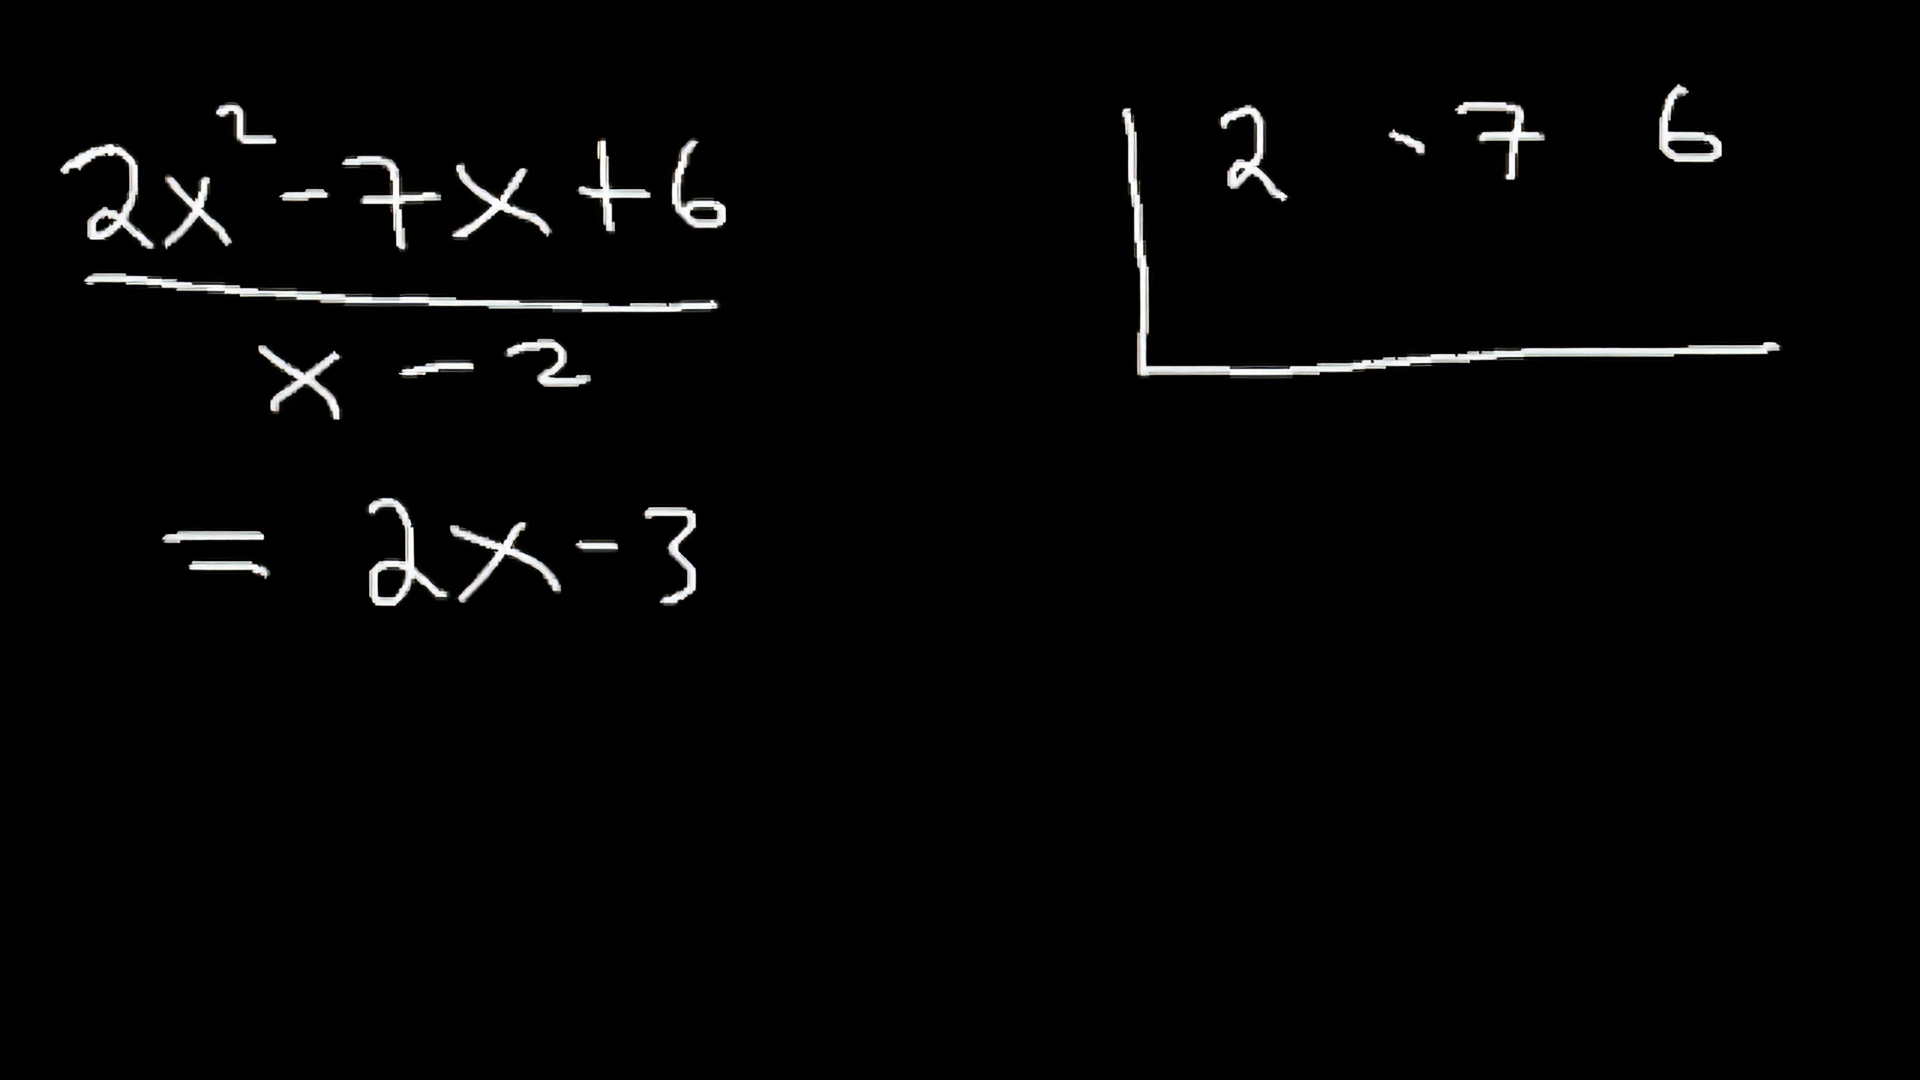 2x² - 7x + 6
x - 2
= 2x - 3
2 -7 6